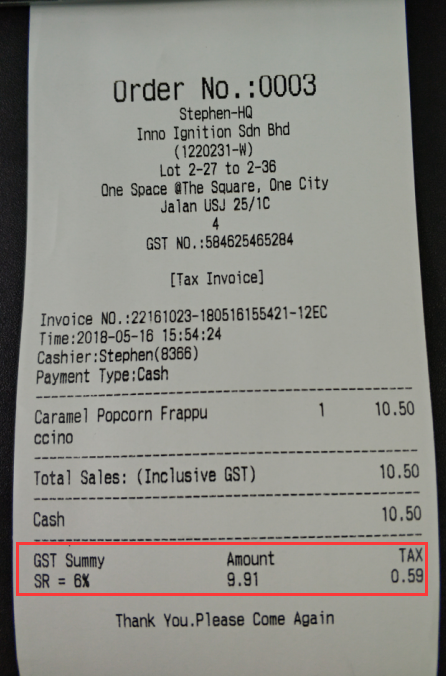 Order No.:0003
Stephen-HQ
Inno Ignition Sdn Bhd
(1220231-W)
Lot 2-27 to 2-36
One Space @The Square, One City
Jalan USJ 25/1C
4
GST NO.:584625465284
[Tax Invoice]
Invoice NO.:22161023-180516155421-12EC
Time:2018-05-16 15:54:24
Cashier:Stephen(8366)
Payment Type:Cash
Caramel Popcorn Frappu 1 10.50
ccino
Total Sales: (Inclusive GST) 10.50
Cash 10.50
GST Summy Amount TAX
SR = 6% 9.91 0.59
Thank You.Please Come Again